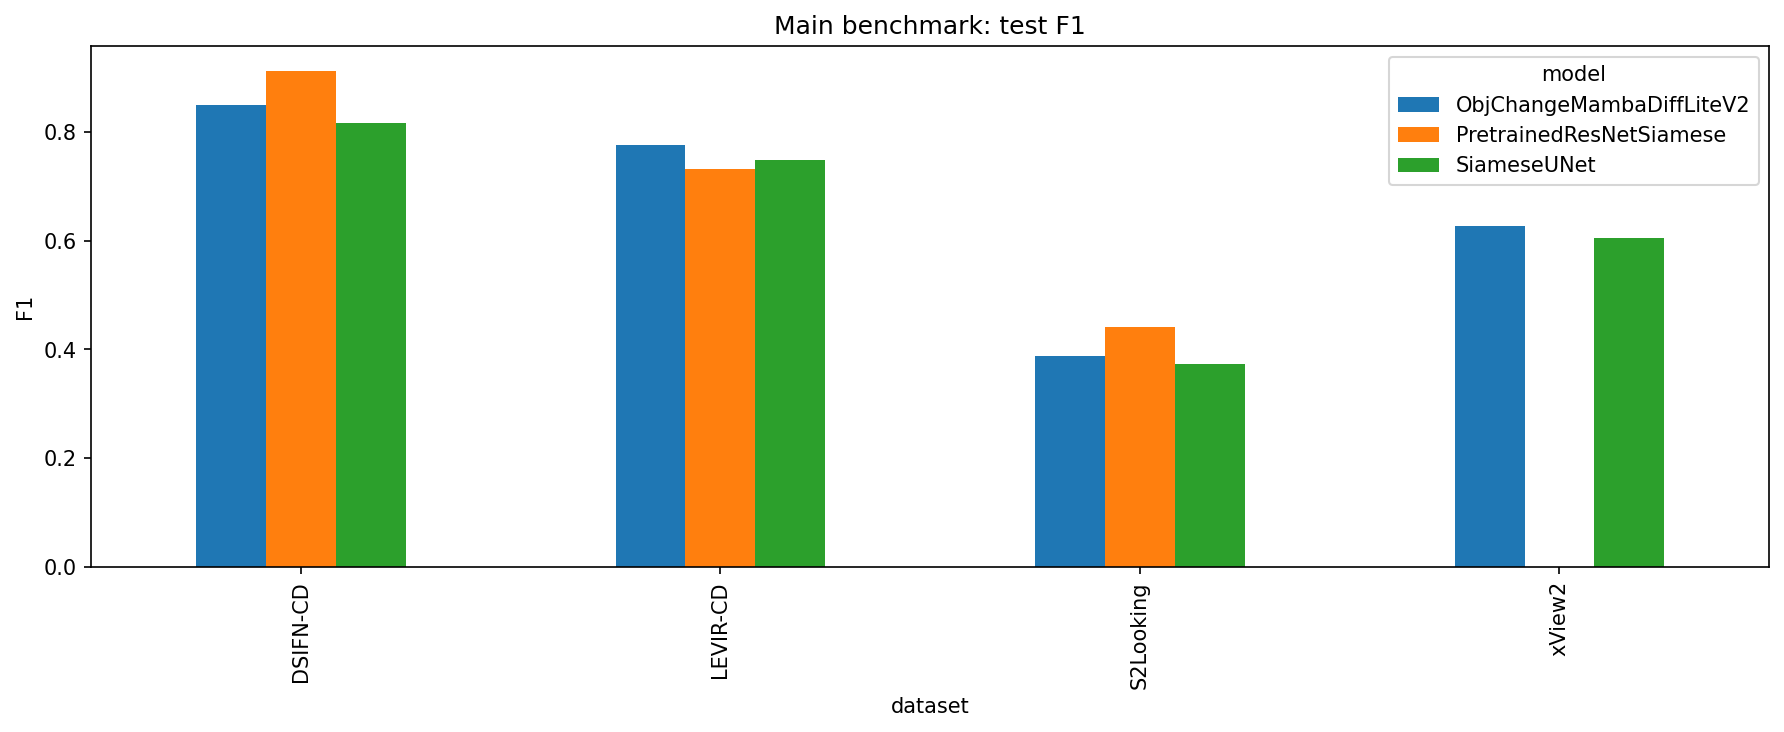 Main benchmark: test F1
model
ObjChangeMambaDiffLiteV2
PretrainedResNetSiamese
SiameseUNet
F1
0.8
0.6
0.4
0.2
0.0
DSIFN-CD
LEVIR-CD
S2Looking
xView2
dataset